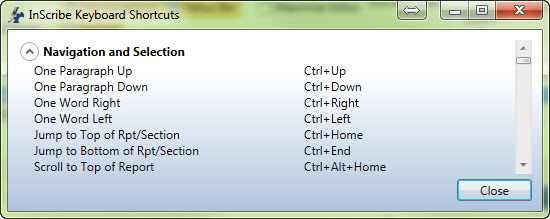 InScribe Keyboard Shortcuts
Navigation and Selection
One Paragraph Up Ctrl+Up
One Paragraph Down Ctrl+Down
One Word Right Ctrl+Right
One Word Left Ctrl+Left
Jump to Top of Rpt/Section Ctrl+Home
Jump to Bottom of Rpt/Section Ctrl+End
Scroll to Top of Report Ctrl+Alt+Home
Close